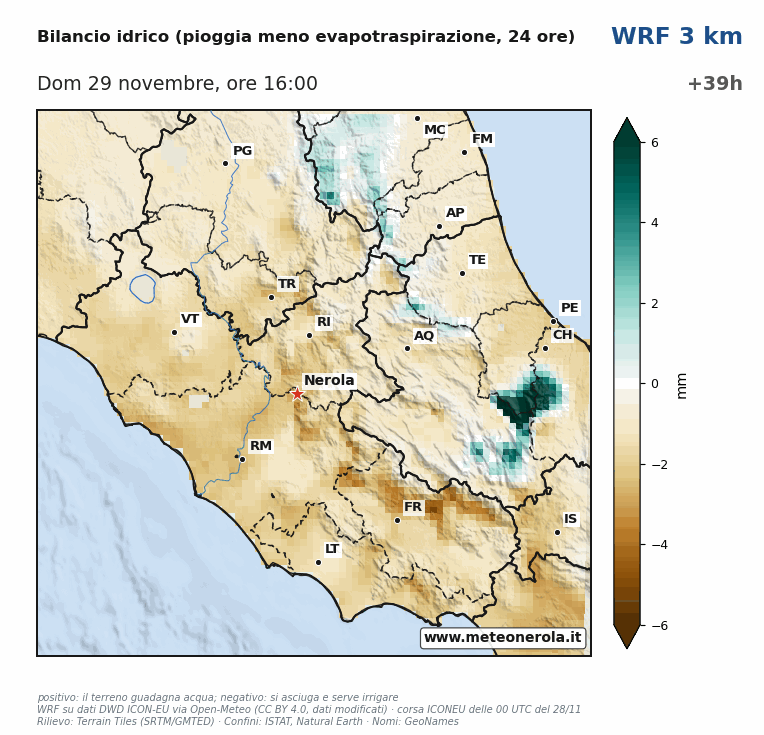 Bilancio idrico (pioggia meno evapotraspirazione, 24 ore)
WRF 3 km
Dom 29 novembre, ore 16:00
+39h
MC
FM
PG
AP
TE
TR
PE
VT
RI
AQ
CH
Nerola
RM
FR
IS
LT
www.meteonerola.it
6
4
2
0
−2
−4
−6
mm
positivo: il terreno guadagna acqua; negativo: si asciuga e serve irrigare
WRF su dati DWD ICON-EU via Open-Meteo (CC BY 4.0, dati modificati) · corsa ICONEU delle 00 UTC del 28/11
Rilievo: Terrain Tiles (SRTM/GMTED) · Confini: ISTAT, Natural Earth · Nomi: GeoNames